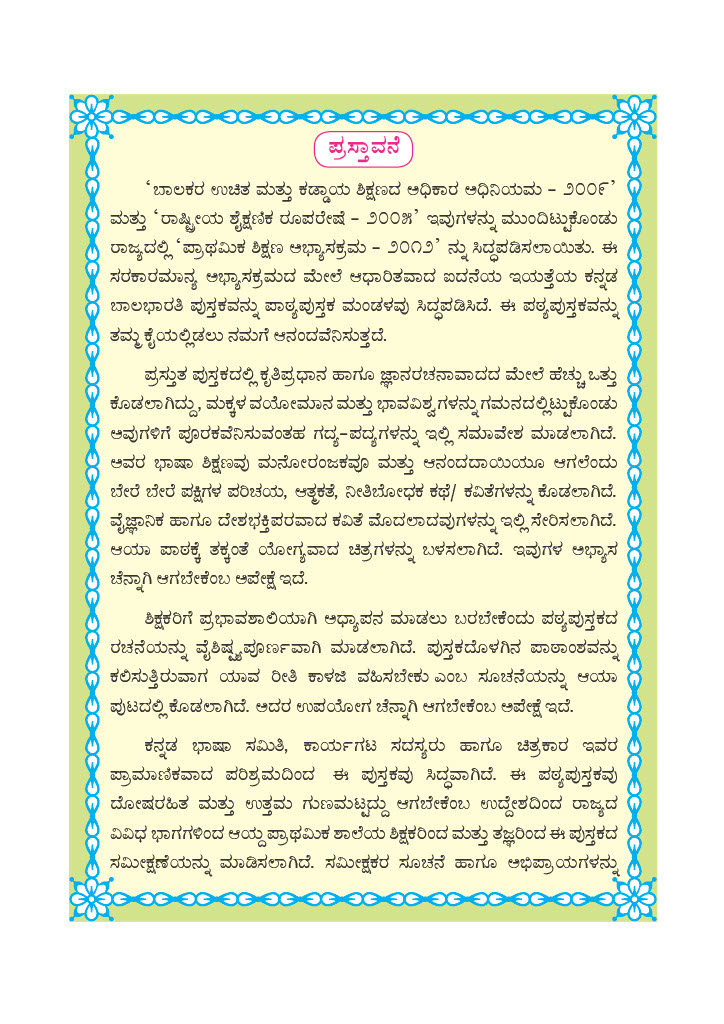 ಪ್ರಸ್ತಾವನೆ
‘ಬಾಲಕರ ಉಚಿತ ಮತ್ತು ಕಡ್ಡಾಯ ಶಿಕ್ಷಣದ ಅಧಿಕಾರ ಅಧಿನಿಯಮ – ೨೦೦೯’
ಮತ್ತು ‘ರಾಷ್ಟ್ರೀಯ ಶೈಕ್ಷಣಿಕ ರೂಪರೇಷೆ – ೨೦೦೫’ ಇವುಗಳನ್ನು ಮುಂದಿಟ್ಟುಕೊಂಡು
ರಾಜ್ಯದಲ್ಲಿ ‘ಪ್ರಾಥಮಿಕ ಶಿಕ್ಷಣ ಅಭ್ಯಾಸಕ್ರಮ – ೨೦೧೨’ ನ್ನು ಸಿದ್ಧಪಡಿಸಲಾಯಿತು. ಈ
ಸರಕಾರಮಾನ್ಯ ಅಭ್ಯಾಸಕ್ರಮದ ಮೇಲೆ ಆಧಾರಿತವಾದ ಐದನೆಯ ಇಯತ್ತೆಯ ಕನ್ನಡ
ಬಾಲಭಾರತಿ ಪುಸ್ತಕವನ್ನು ಪಾಠ್ಯಪುಸ್ತಕ ಮಂಡಳವು ಸಿದ್ಧಪಡಿಸಿದೆ. ಈ ಪಠ್ಯಪುಸ್ತಕವನ್ನು
ತಮ್ಮ ಕೈಯಲ್ಲಿಡಲು ನಮಗೆ ಆನಂದವೆನಿಸುತ್ತದೆ.
ಪ್ರಸ್ತುತ ಪುಸ್ತಕದಲ್ಲಿ ಕೃತಿಪ್ರಧಾನ ಹಾಗೂ ಜ್ಞಾನರಚನಾವಾದದ ಮೇಲೆ ಹೆಚ್ಚು ಒತ್ತು
ಕೊಡಲಾಗಿದ್ದು, ಮಕ್ಕಳ ವಯೋಮಾನ ಮತ್ತು ಭಾವವಿಶ್ವಗಳನ್ನು ಗಮನದಲ್ಲಿಟ್ಟುಕೊಂಡು
ಅವುಗಳಿಗೆ ಪೂರಕವೆನಿಸುವಂತಹ ಗದ್ಯ–ಪದ್ಯಗಳನ್ನು ಇಲ್ಲಿ ಸಮಾವೇಶ ಮಾಡಲಾಗಿದೆ.
ಅವರ ಭಾಷಾ ಶಿಕ್ಷಣವು ಮನೋರಂಜಕವೂ ಮತ್ತು ಆನಂದದಾಯಿಯೂ ಆಗಲೆಂದು
ಬೇರೆ ಬೇರೆ ಪಕ್ಷಿಗಳ ಪರಿಚಯ, ಆತ್ಮಕತೆ, ನೀತಿಬೋಧಕ ಕಥೆ/ ಕವಿತೆಗಳನ್ನು ಕೊಡಲಾಗಿದೆ.
ವೈಜ್ಞಾನಿಕ ಹಾಗೂ ದೇಶಭಕ್ತಿಪರವಾದ ಕವಿತೆ ಮೊದಲಾದವುಗಳನ್ನು ಇಲ್ಲಿ ಸೇರಿಸಲಾಗಿದೆ.
ಆಯಾ ಪಾಠಕ್ಕೆ ತಕ್ಕಂತೆ ಯೋಗ್ಯವಾದ ಚಿತ್ರಗಳನ್ನು ಬಳಸಲಾಗಿದೆ. ಇವುಗಳ ಅಭ್ಯಾಸ
ಚೆನ್ನಾಗಿ ಆಗಬೇಕೆಂಬ ಅಪೇಕ್ಷೆ ಇದೆ.
ಶಿಕ್ಷಕರಿಗೆ ಪ್ರಭಾವಶಾಲಿಯಾಗಿ ಅಧ್ಯಾಪನ ಮಾಡಲು ಬರಬೇಕೆಂದು ಪಠ್ಯಪುಸ್ತಕದ
ರಚನೆಯನ್ನು ವೈಶಿಷ್ಟ್ಯಪೂರ್ಣವಾಗಿ ಮಾಡಲಾಗಿದೆ. ಪುಸ್ತಕದೊಳಗಿನ ಪಾಠಾಂಶವನ್ನು
ಕಲಿಸುತ್ತಿರುವಾಗ ಯಾವ ರೀತಿ ಕಾಳಜಿ ವಹಿಸಬೇಕು ಎಂಬ ಸೂಚನೆಯನ್ನು ಆಯಾ
ಪುಟದಲ್ಲಿ ಕೊಡಲಾಗಿದೆ. ಅದರ ಉಪಯೋಗ ಚೆನ್ನಾಗಿ ಆಗಬೇಕೆಂಬ ಅಪೇಕ್ಷೆ ಇದೆ.
ಕನ್ನಡ ಭಾಷಾ ಸಮಿತಿ, ಕಾರ್ಯಗಟ ಸದಸ್ಯರು ಹಾಗೂ ಚಿತ್ರಕಾರ ಇವರ
ಪ್ರಾಮಾಣಿಕವಾದ ಪರಿಶ್ರಮದಿಂದ ಈ ಪುಸ್ತಕವು ಸಿದ್ಧವಾಗಿದೆ. ಈ ಪಠ್ಯಪುಸ್ತಕವು
ದೋಷರಹಿತ ಮತ್ತು ಉತ್ತಮ ಗುಣಮಟ್ಟದ್ದು ಆಗಬೇಕೆಂಬ ಉದ್ದೇಶದಿಂದ ರಾಜ್ಯದ
ವಿವಿಧ ಭಾಗಗಳಿಂದ ಆಯ್ದ ಪ್ರಾಥಮಿಕ ಶಾಲೆಯ ಶಿಕ್ಷಕರಿಂದ ಮತ್ತು ತಜ್ಞರಿಂದ ಈ ಪುಸ್ತಕದ
ಸಮೀಕ್ಷಣೆಯನ್ನು ಮಾಡಿಸಲಾಗಿದೆ. ಸಮೀಕ್ಷಕರ ಸೂಚನೆ ಹಾಗೂ ಅಭಿಪ್ರಾಯಗಳನ್ನು